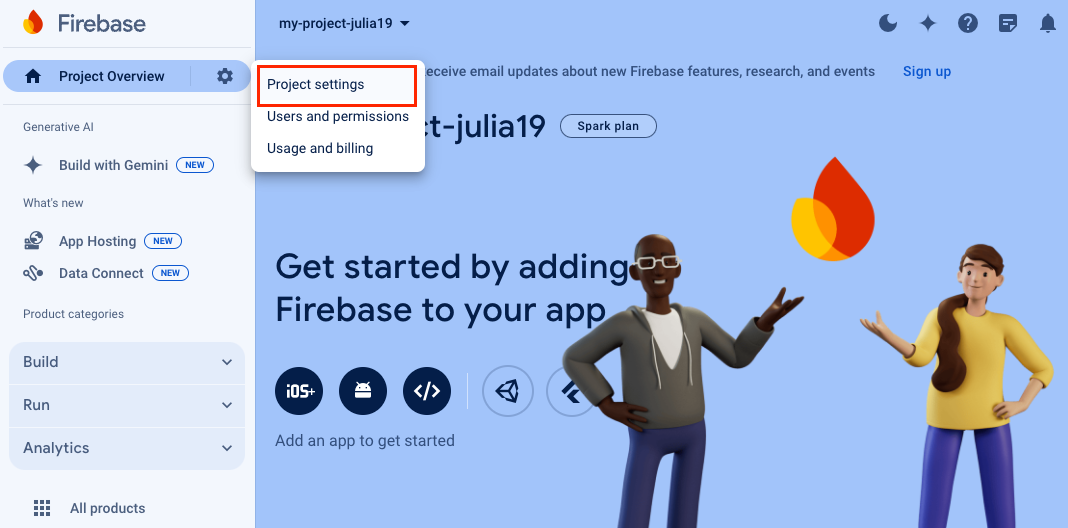 Firebase
my-project-julia19
Project Overview
Project settings
Users and permissions
Usage and billing
receive email updates about new Firebase features, research, and events
Sign up
ct-julia19
Spark plan
Generative AI
Build with Gemini NEW
What's new
App Hosting NEW
Data Connect NEW
Product categories
Build
Run
Analytics
All products
Get started by adding
Firebase to your app
iOS+
Add an app to get started